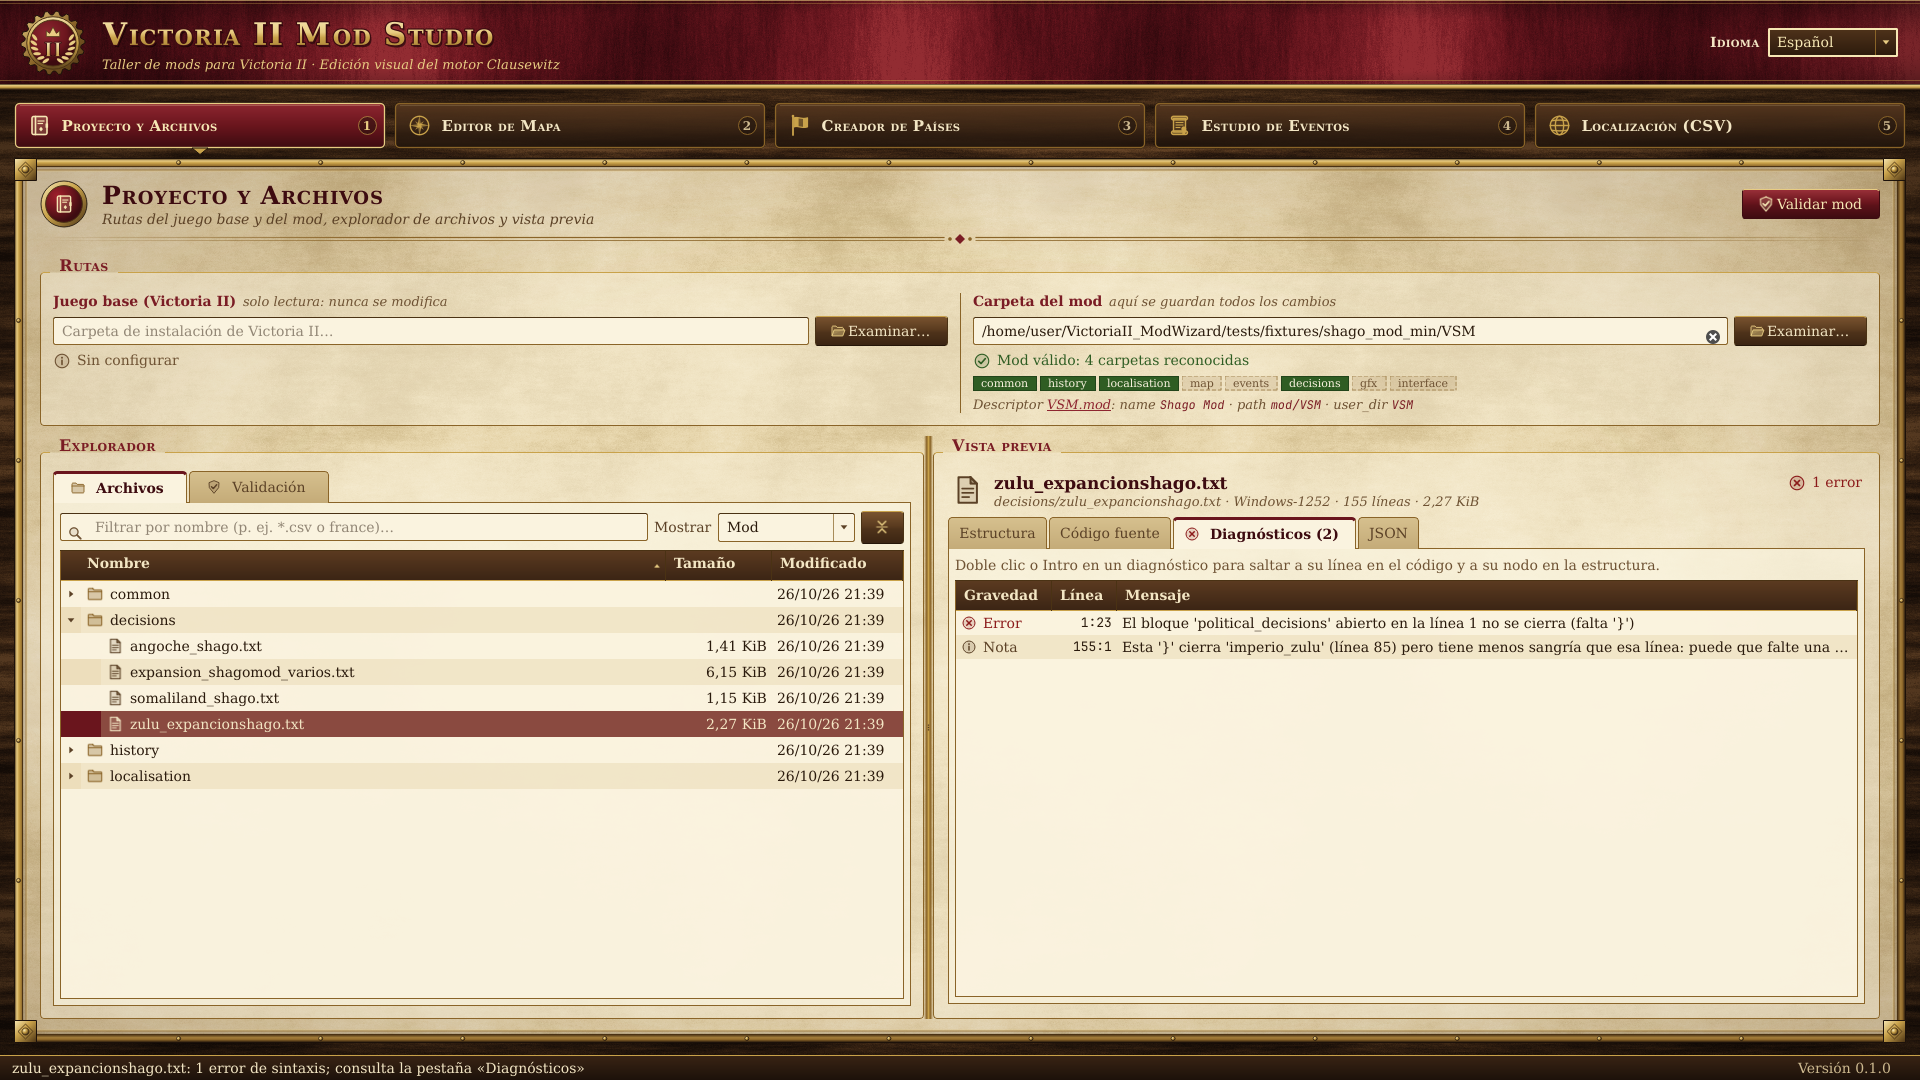 Victoria II Mod Studio
Taller de mods para Victoria II · Edición visual del motor Clausewitz
Idioma
Español
Proyecto y Archivos 1
Editor de Mapa 2
Creador de Países 3
Estudio de Eventos 4
Localización (CSV) 5
Proyecto y Archivos
Rutas del juego base y del mod, explorador de archivos y vista previa
Validar mod
Rutas
Juego base (Victoria II) solo lectura: nunca se modifica
Carpeta de instalación de Victoria II…
Examinar…
Sin configurar
Carpeta del mod aquí se guardan todos los cambios
/home/user/VictoriaII_ModWizard/tests/fixtures/shago_mod_min/VSM
Examinar…
Mod válido: 4 carpetas reconocidas
common history localisation map events decisions gfx interface
Descriptor VSM.mod: name Shago Mod · path mod/VSM · user_dir VSM
Explorador
Archivos
Validación
Filtrar por nombre (p. ej. *.csv o france)…
Mostrar
Mod
Nombre Tamaño Modificado
common 26/10/26 21:39
decisions 26/10/26 21:39
angoche_shago.txt 1,41 KiB 26/10/26 21:39
expansion_shagomod_varios.txt 6,15 KiB 26/10/26 21:39
somaliland_shago.txt 1,15 KiB 26/10/26 21:39
zulu_expancionshago.txt 2,27 KiB 26/10/26 21:39
history 26/10/26 21:39
localisation 26/10/26 21:39
Vista previa
zulu_expancionshago.txt
decisions/zulu_expancionshago.txt · Windows-1252 · 155 líneas · 2,27 KiB
1 error
Estructura
Código fuente
Diagnósticos (2)
JSON
Doble clic o Intro en un diagnóstico para saltar a su línea en el código y a su nodo en la estructura.
Gravedad Línea Mensaje
Error 1:23 El bloque 'political_decisions' abierto en la línea 1 no se cierra (falta '}')
Nota 155:1 Esta '}' cierra 'imperio_zulu' (línea 85) pero tiene menos sangría que esa línea: puede que falte una …
zulu_expancionshago.txt: 1 error de sintaxis; consulta la pestaña «Diagnósticos»
Versión 0.1.0